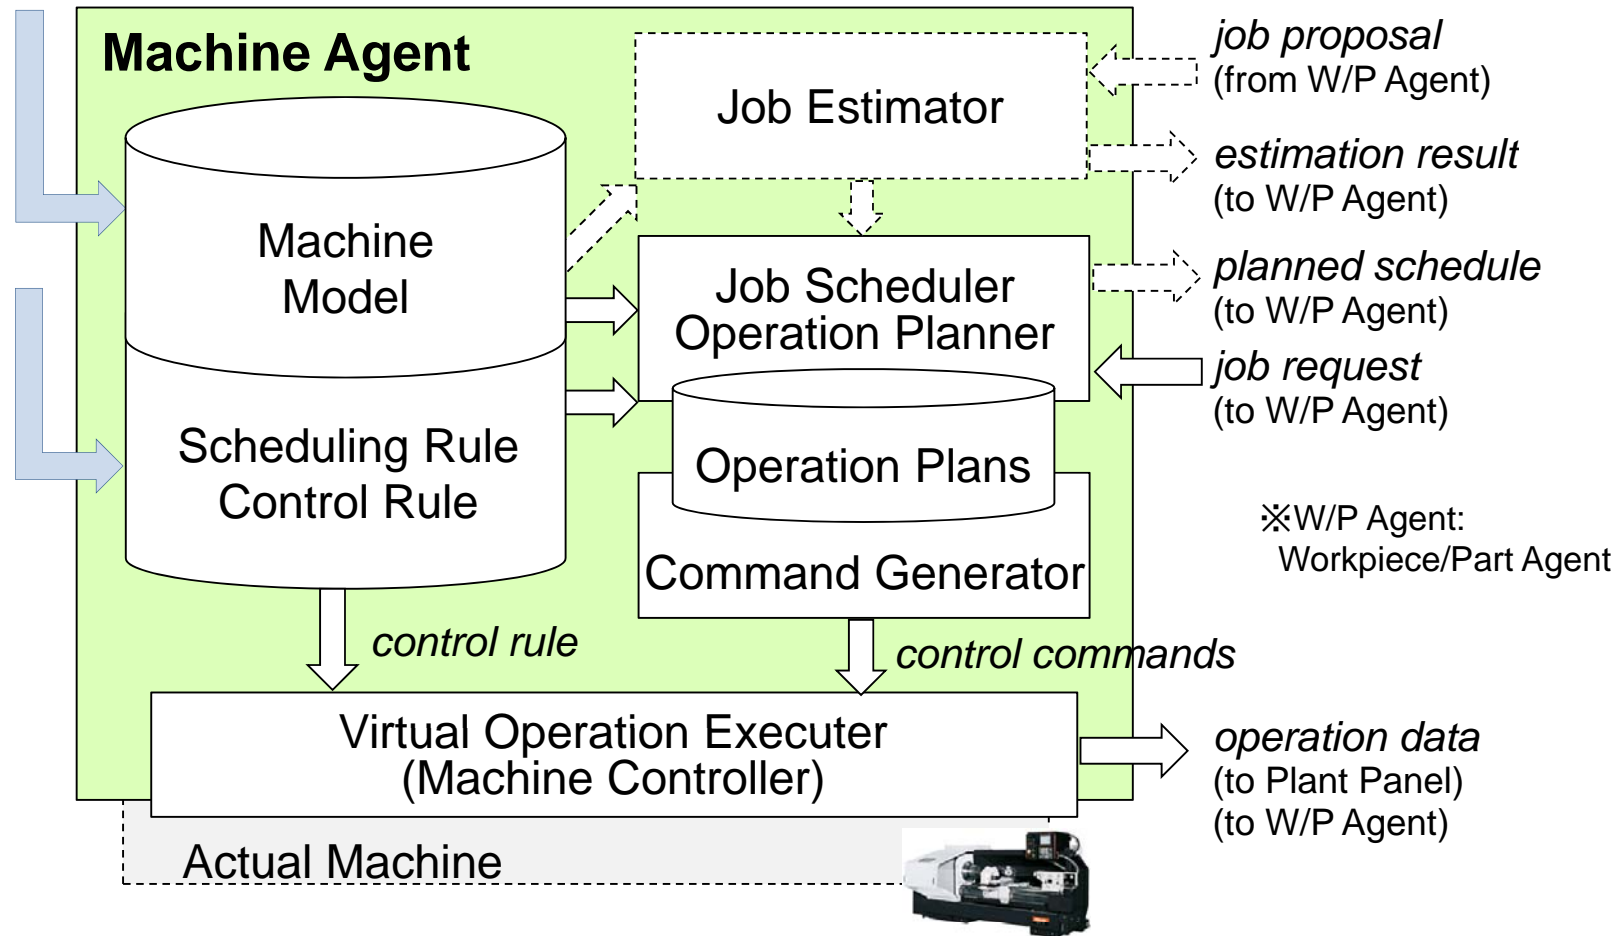 Machine Agent
Job Estimator
job proposal
(from W/P Agent)
estimation result
(to W/P Agent)
Machine
Model
Job Scheduler
Operation Planner
planned schedule
(to W/P Agent)
job request
(to W/P Agent)
Scheduling Rule
Control Rule
Operation Plans
Command Generator
※W/P Agent:
Workpiece/Part Agent
control rule
control commands
Virtual Operation Executer
(Machine Controller)
operation data
(to Plant Panel)
(to W/P Agent)
Actual Machine